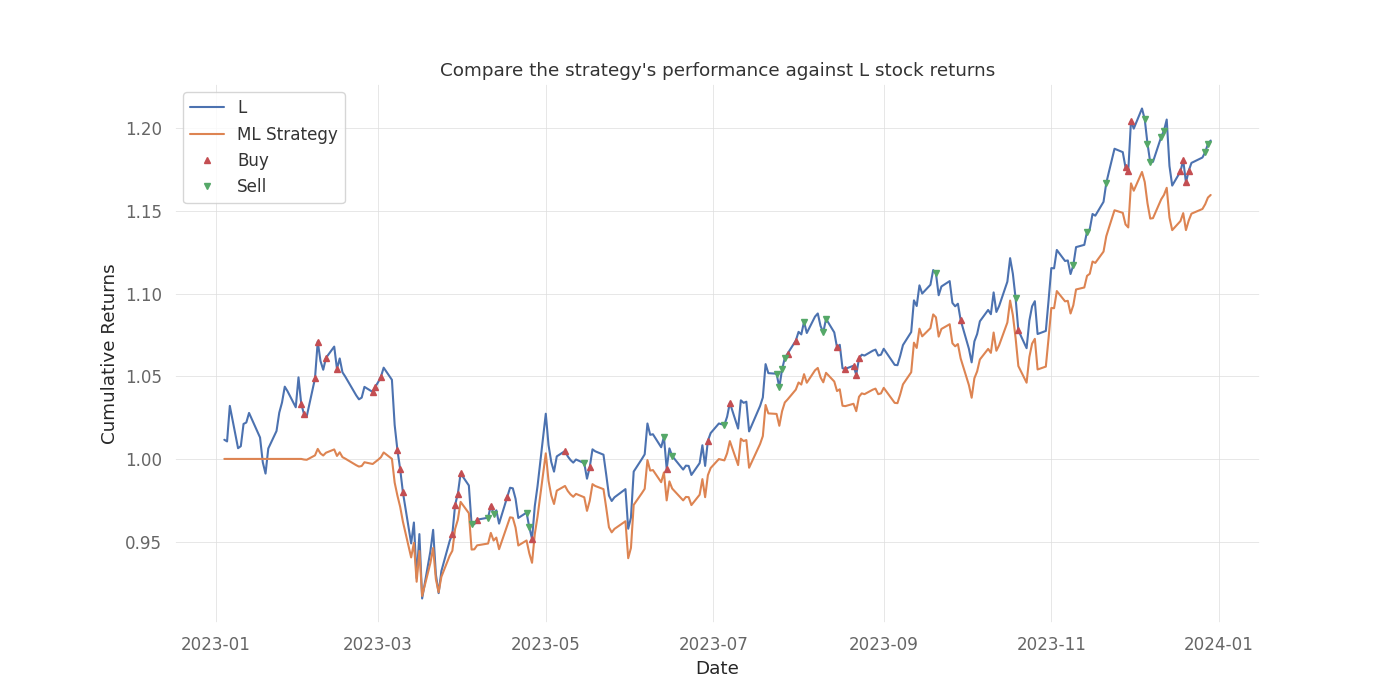 Compare the strategy's performance against L stock returns
L
ML Strategy
Buy
Sell
Cumulative Returns
1.20
1.15
1.10
1.05
1.00
0.95
2023-01
2023-03
2023-05
2023-07
2023-09
2023-11
2024-01
Date